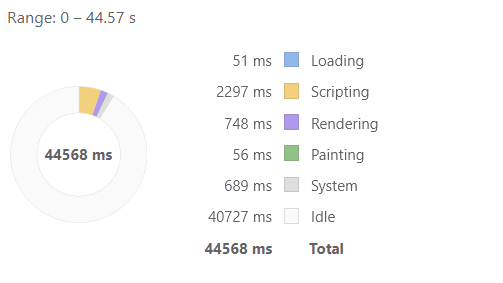 Range: 0 – 44.57 s
51 ms Loading
2297 ms Scripting
748 ms Rendering
44568 ms
56 ms Painting
689 ms System
40727 ms Idle
44568 ms Total